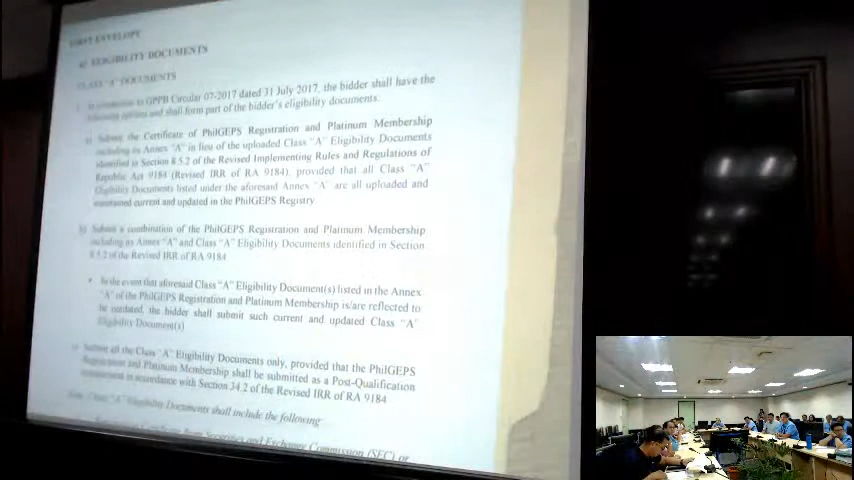 FIRST ENVELOPE
a) ELIGIBILITY DOCUMENTS
CLASS "A" DOCUMENTS
GPPB Circular 07-2017 dated 31 July 2017, the bidder shall have the
following options and shall form part of the bidder's eligibility documents.
a) Submit the Certificate of PhilGEPS Registration and Platinum Membership
including its Annex "A" in lieu of the uploaded Class "A" Eligibility Documents
identified in Section 8.5.2 of the Revised Implementing Rules and Regulations of
Republic Act 9184 (Revised IRR of RA 9184), provided that all Class "A"
Eligibility Documents listed under the aforesaid Annex "A" are all uploaded and
maintained current and updated in the PhilGEPS Registry
b) Submit a combination of the PhilGEPS Registration and Platinum Membership
including its Annex "A" and Class "A" Eligibility Documents identified in Section
8.5.2 of the Revised IRR of RA 9184
• In the event that aforesaid Class "A" Eligibility Document(s) listed in the Annex
"A" of the PhilGEPS Registration and Platinum Membership is/are reflected to
be outdated, the bidder shall submit such current and updated Class "A"
Eligibility Document(s)
c) Submit all the Class "A" Eligibility Documents only, provided that the PhilGEPS
Registration and Platinum Membership shall be submitted as a Post-Qualification
requirement in accordance with Section 34.2 of the Revised IRR of RA 9184
Note: Class "A" Eligibility Documents shall include the following
Registration Certificate from Securities and Exchange Commission (SEC) or